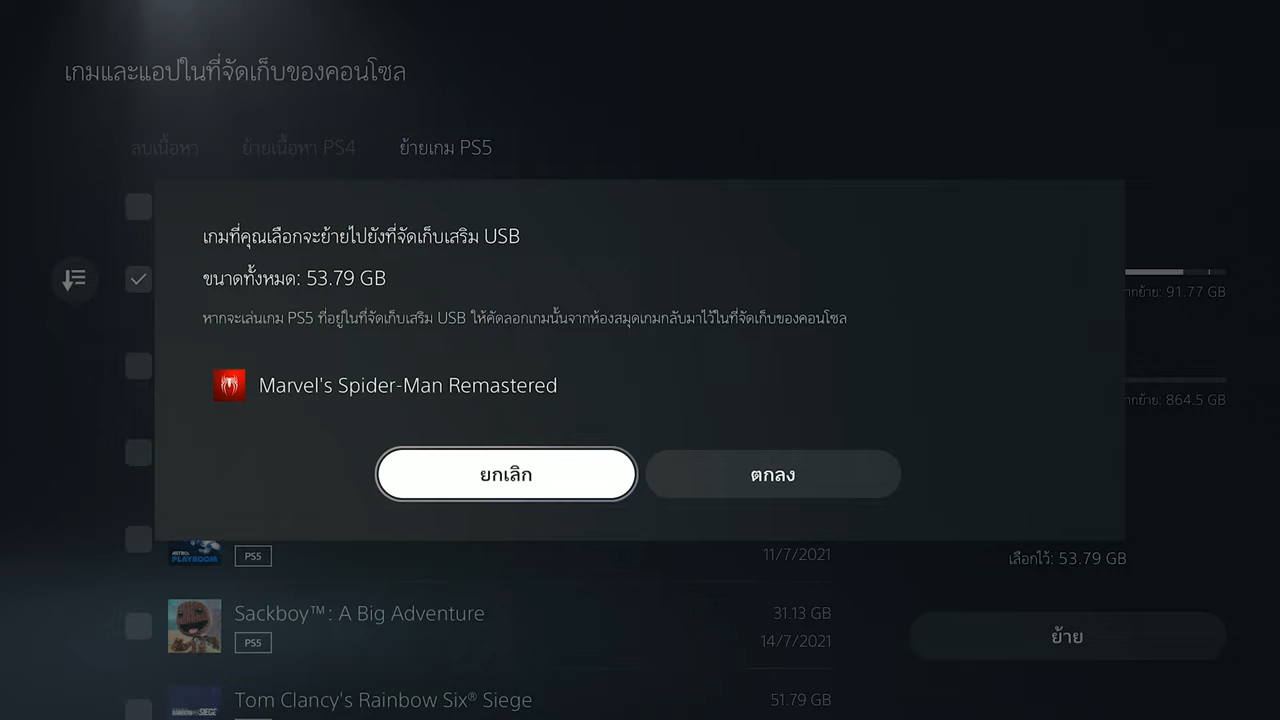 เกมและแอปในที่จัดเก็บของคอนโซล
ลบเนื้อหา ย้ายเนื้อหา PS4 ย้ายเกม PS5
เกมที่คุณเลือกจะย้ายไปยังที่จัดเก็บเสริม USB
ขนาดทั้งหมด: 53.79 GB
หากจะเล่นเกม PS5 ที่อยู่ในที่จัดเก็บเสริม USB ให้คัดลอกเกมนั้นจากห้องสมุดเกมกลับมาไว้ในที่จัดเก็บของคอนโซล
Marvel's Spider-Man Remastered
ยกเลิก ตกลง
ย้าย: 91.77 GB
ย้าย: 864.5 GB
PLAYROOM PS5 11/7/2021
เลือกไว้: 53.79 GB
Sackboy™: A Big Adventure 31.13 GB
PS5 14/7/2021
ย้าย
Tom Clancy's Rainbow Six® Siege 51.79 GB
SIEGE